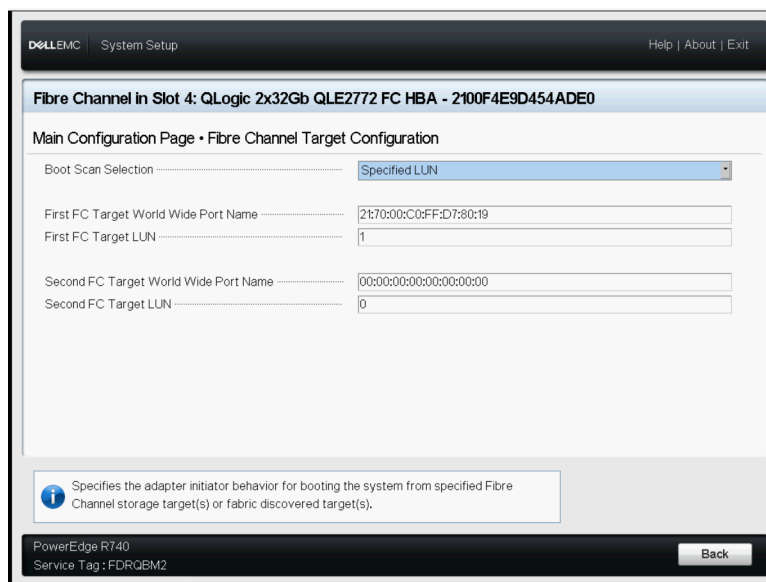 DELLEMC System Setup Help | About | Exit
Fibre Channel in Slot 4: QLogic 2x32Gb QLE2772 FC HBA - 2100F4E9D454ADE0
Main Configuration Page • Fibre Channel Target Configuration
Boot Scan Selection Specified LUN
First FC Target World Wide Port Name 21:70:00:C0:FF:D7:80:19
First FC Target LUN 1
Second FC Target World Wide Port Name 00:00:00:00:00:00:00:00
Second FC Target LUN 0
Specifies the adapter initiator behavior for booting the system from specified Fibre
Channel storage target(s) or fabric discovered target(s).
PowerEdge R740
Service Tag : FDRQBM2
Back